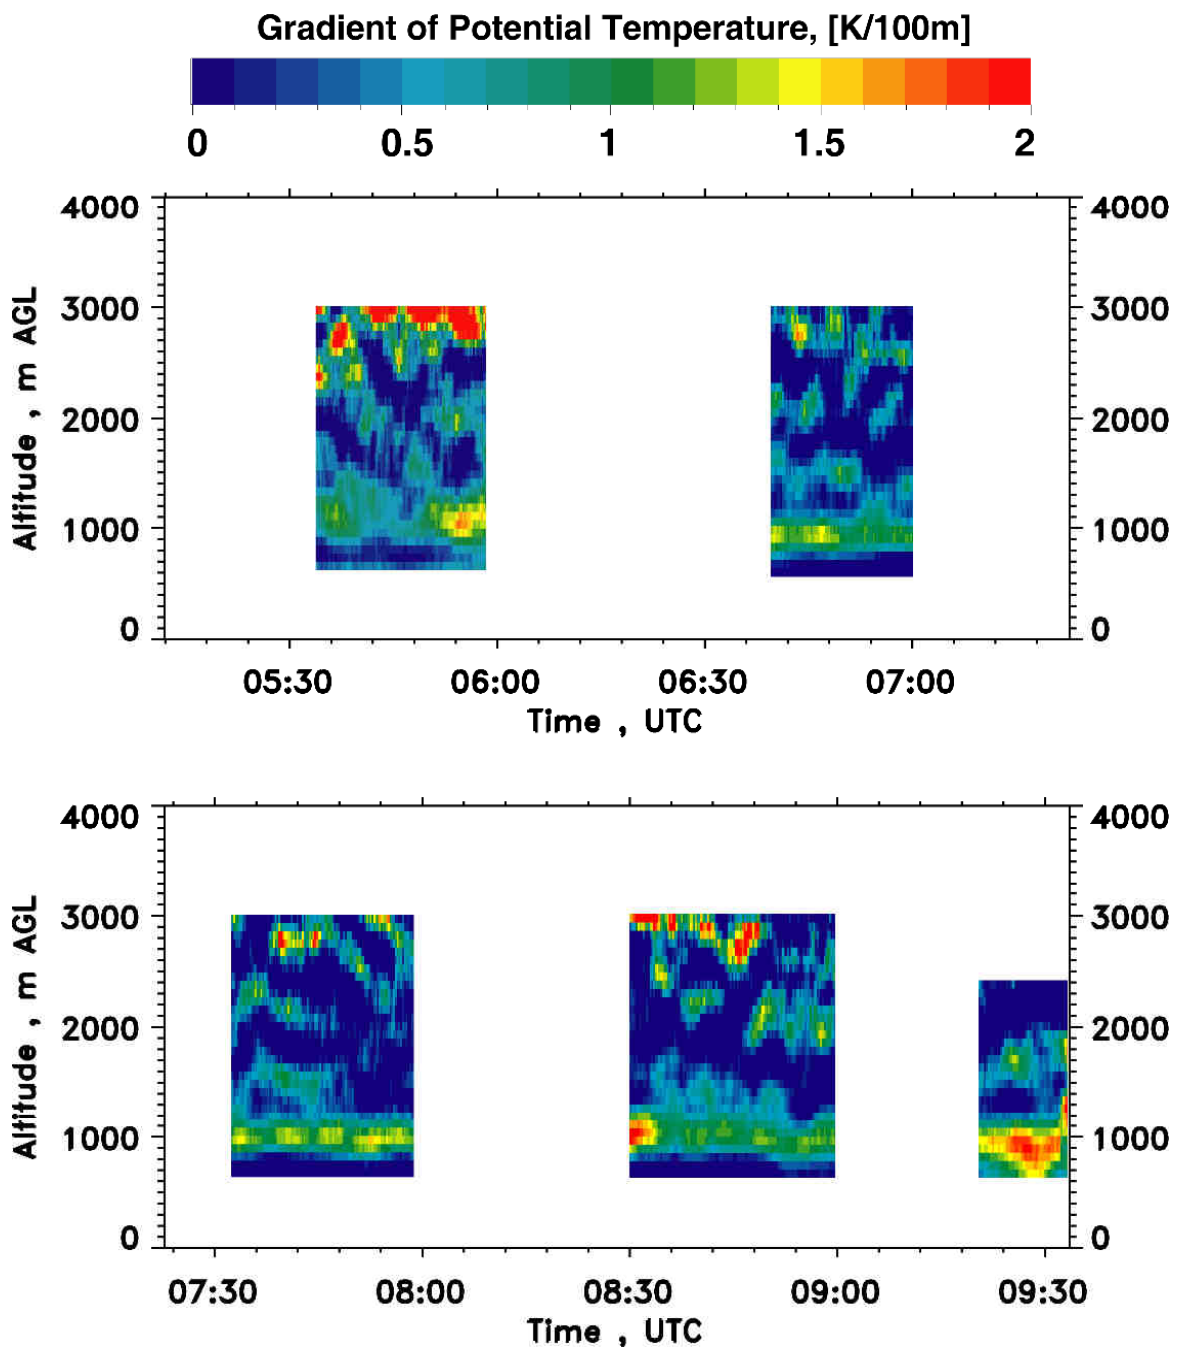 Gradient of Potential Temperature, [K/100m]
0 0.5 1 1.5 2
4000 4000
3000 3000
Altitude , m AGL
2000 2000
1000 1000
0 0
05:30 06:00 06:30 07:00
Time , UTC
4000 4000
3000 3000
Altitude , m AGL
2000 2000
1000 1000
0 0
07:30 08:00 08:30 09:00 09:30
Time , UTC